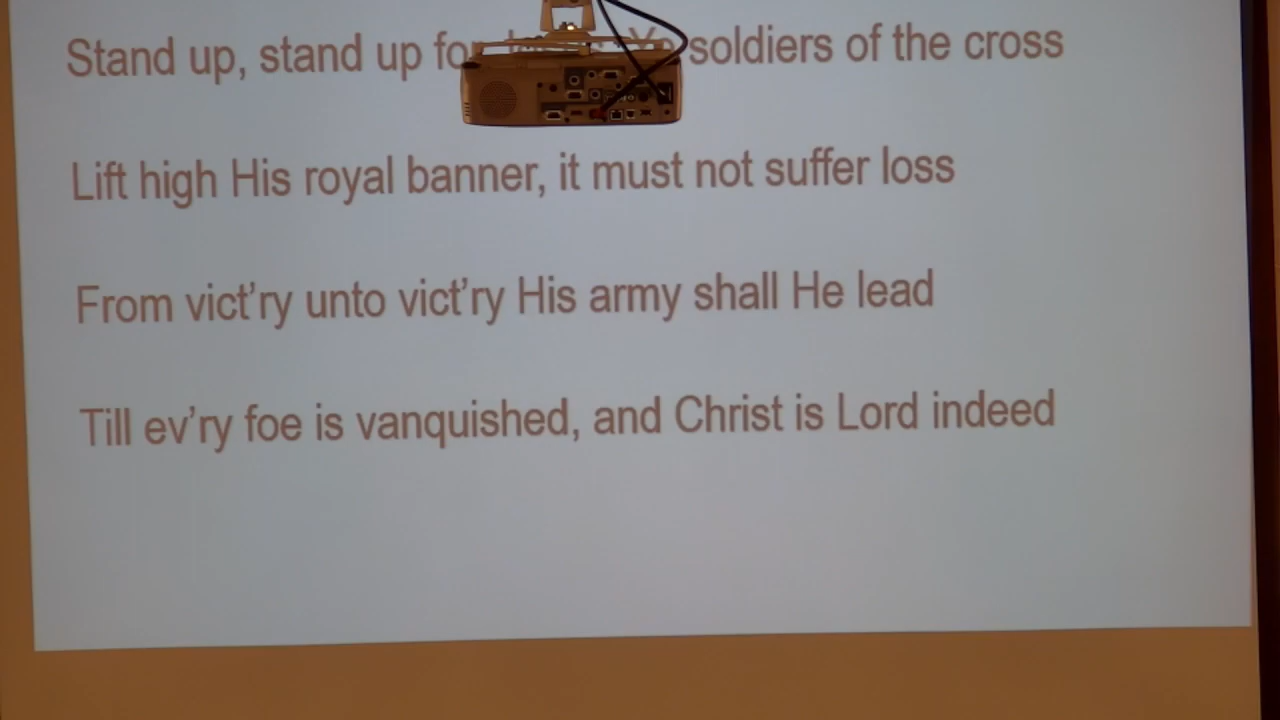 Stand up, stand up for soldiers of the cross
Lift high His royal banner, it must not suffer loss
From vict’ry unto vict’ry His army shall He lead
Till ev’ry foe is vanquished, and Christ is Lord indeed